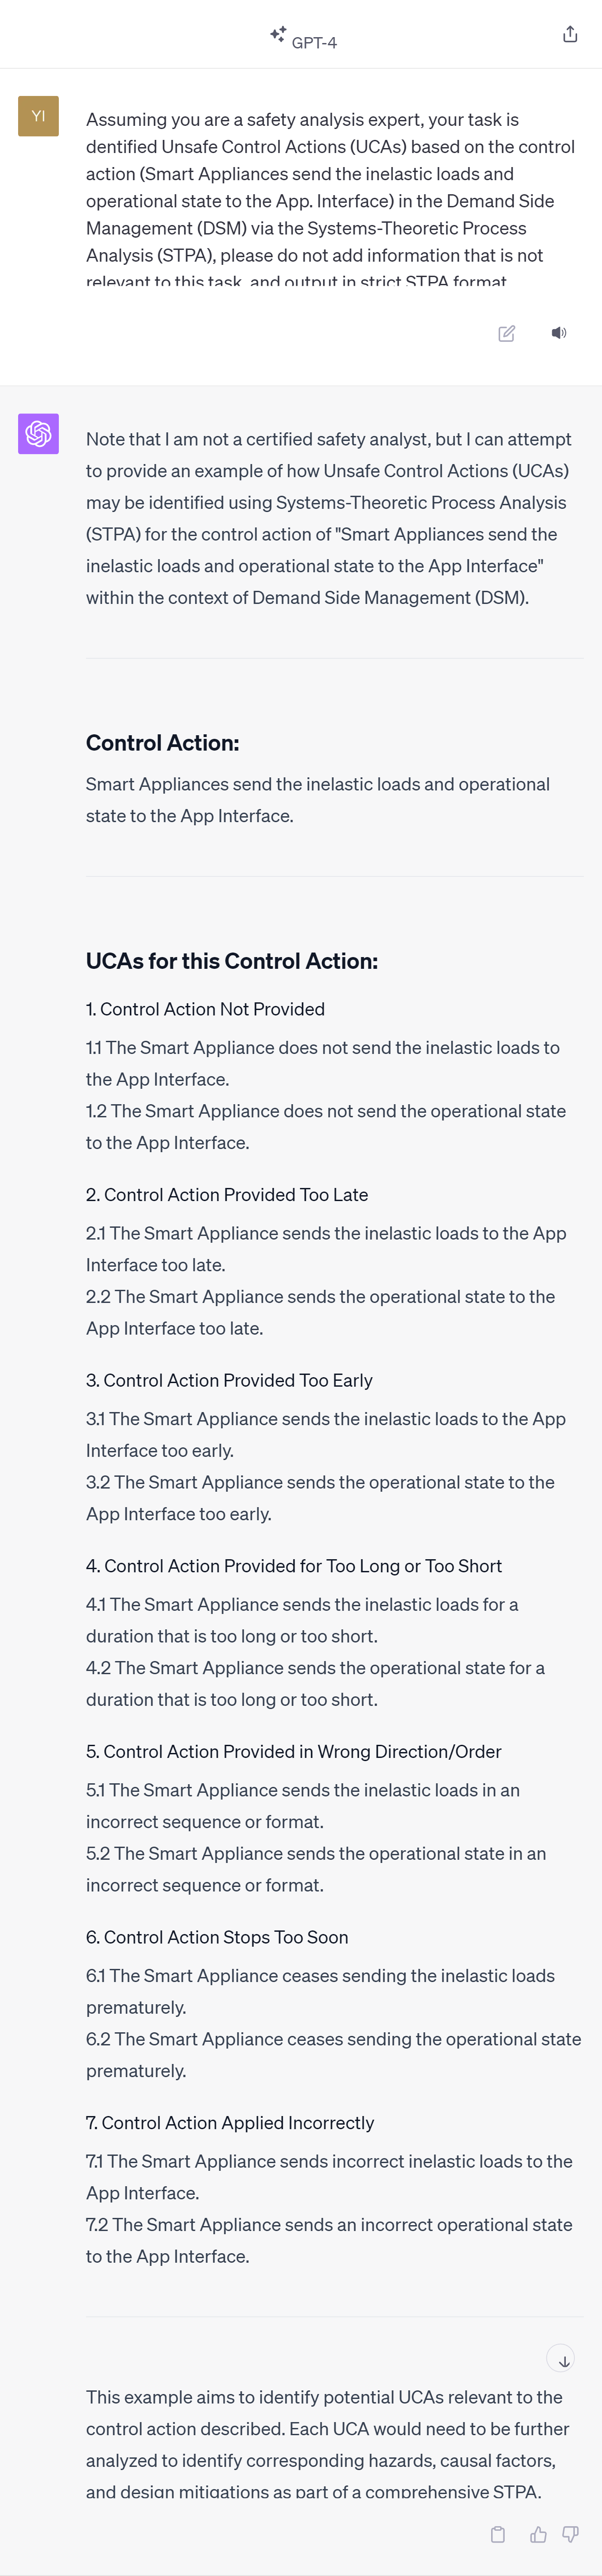 GPT-4
YI
Assuming you are a safety analysis expert, your task is
dentified Unsafe Control Actions (UCAs) based on the control
action (Smart Appliances send the inelastic loads and
operational state to the App. Interface) in the Demand Side
Management (DSM) via the Systems-Theoretic Process
Analysis (STPA), please do not add information that is not
relevant to this task, and output in strict STPA format
Note that I am not a certified safety analyst, but I can attempt
to provide an example of how Unsafe Control Actions (UCAs)
may be identified using Systems-Theoretic Process Analysis
(STPA) for the control action of "Smart Appliances send the
inelastic loads and operational state to the App Interface"
within the context of Demand Side Management (DSM).
Control Action:
Smart Appliances send the inelastic loads and operational
state to the App Interface.
UCAs for this Control Action:
1. Control Action Not Provided
1.1 The Smart Appliance does not send the inelastic loads to
the App Interface.
1.2 The Smart Appliance does not send the operational state
to the App Interface.
2. Control Action Provided Too Late
2.1 The Smart Appliance sends the inelastic loads to the App
Interface too late.
2.2 The Smart Appliance sends the operational state to the
App Interface too late.
3. Control Action Provided Too Early
3.1 The Smart Appliance sends the inelastic loads to the App
Interface too early.
3.2 The Smart Appliance sends the operational state to the
App Interface too early.
4. Control Action Provided for Too Long or Too Short
4.1 The Smart Appliance sends the inelastic loads for a
duration that is too long or too short.
4.2 The Smart Appliance sends the operational state for a
duration that is too long or too short.
5. Control Action Provided in Wrong Direction/Order
5.1 The Smart Appliance sends the inelastic loads in an
incorrect sequence or format.
5.2 The Smart Appliance sends the operational state in an
incorrect sequence or format.
6. Control Action Stops Too Soon
6.1 The Smart Appliance ceases sending the inelastic loads
prematurely.
6.2 The Smart Appliance ceases sending the operational state
prematurely.
7. Control Action Applied Incorrectly
7.1 The Smart Appliance sends incorrect inelastic loads to the
App Interface.
7.2 The Smart Appliance sends an incorrect operational state
to the App Interface.
This example aims to identify potential UCAs relevant to the
control action described. Each UCA would need to be further
analyzed to identify corresponding hazards, causal factors,
and design mitigations as part of a comprehensive STPA.